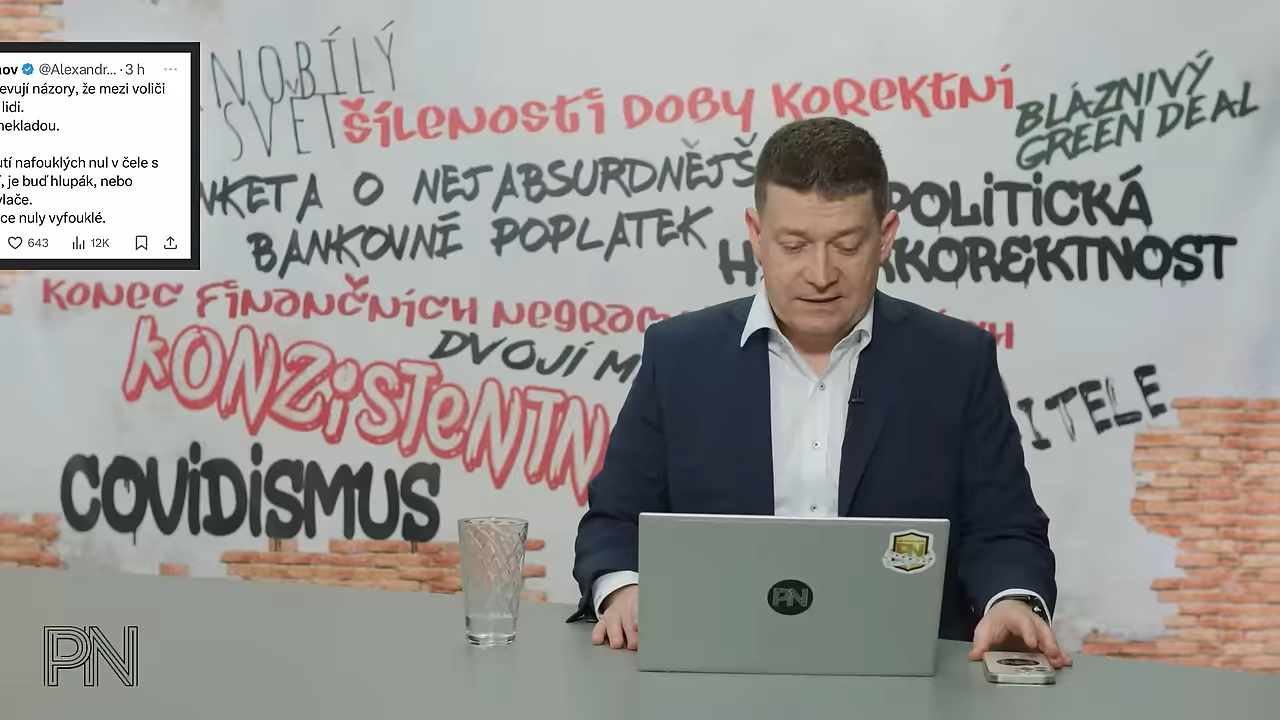 nov @Alexandr... · 3 h
evují názory, že mezi voliči
lidi.
nekladou.
utí nafouklých nul v čele s
, je buď hlupák, nebo
vlače.
ce nuly vyfouklé.
643 12K
NOVBÍLÝ
SVĚT
ŠÍLENOSTI DOBY KOREKTNÍ
BLÁZNIVÝ
GREEN DEAL
NKETA O NEJABSURDNĚJŠ
BANKOVNÍ POPLATEK
POLITICKÁ
H KOREKTNOST
KONEC FINANČNÍCH NEGRAM
DVOJÍ M
KONZISTENTN
ITELE
COVIDISMUS
PN
PN
PN